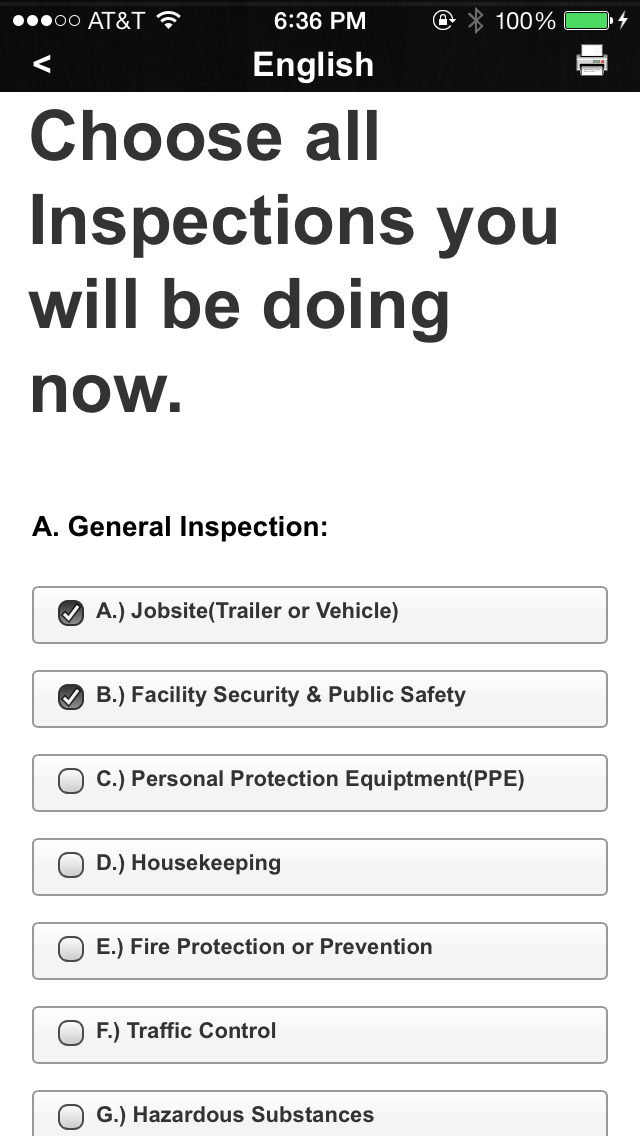 AT&T 6:36 PM 100%
< English
Choose all
Inspections you
will be doing
now.
A. General Inspection:
A.) Jobsite(Trailer or Vehicle)
B.) Facility Security & Public Safety
C.) Personal Protection Equiptment(PPE)
D.) Housekeeping
E.) Fire Protection or Prevention
F.) Traffic Control
G.) Hazardous Substances